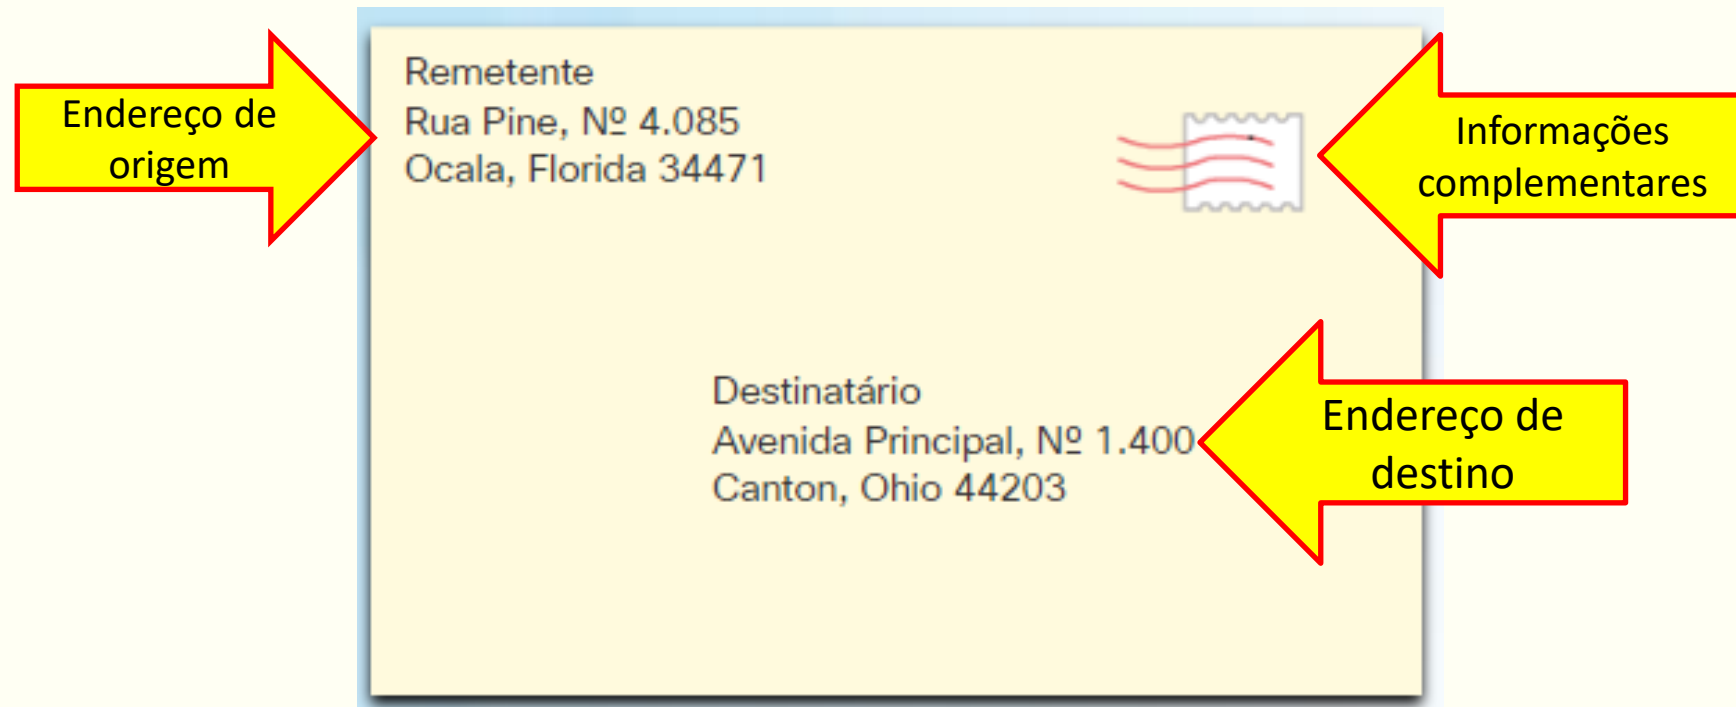 Endereço de
origem
Remetente
Rua Pine, Nº 4.085
Ocala, Florida 34471
Informações
complementares
Destinatário
Avenida Principal, Nº 1.400
Canton, Ohio 44203
Endereço de
destino